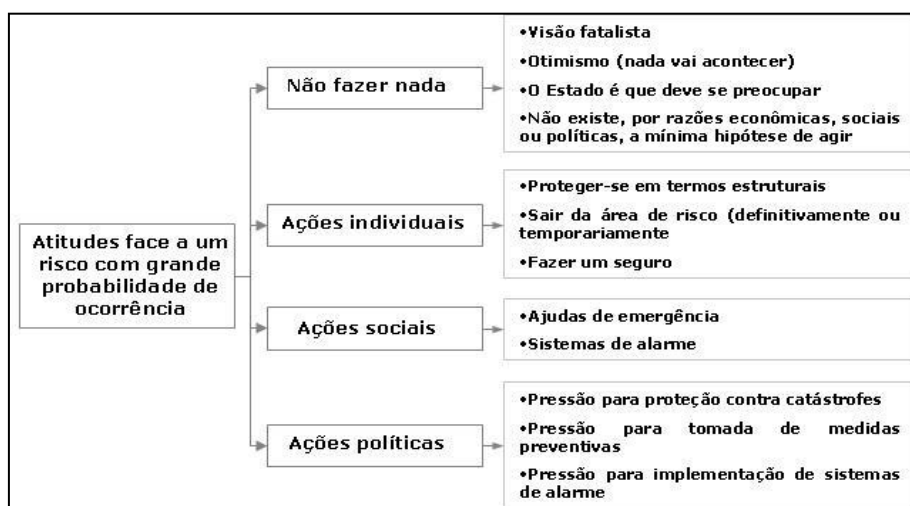 Atitudes face a um
risco com grande
probabilidade de
ocorrência
Não fazer nada
•Visão fatalista
•Otimismo (nada vai acontecer)
•O Estado é que deve se preocupar
•Não existe, por razões econômicas, sociais
ou políticas, a mínima hipótese de agir
Ações individuais
•Proteger-se em termos estruturais
•Sair da área de risco (definitivamente ou
temporariamente
•Fazer um seguro
Ações sociais
•Ajudas de emergência
•Sistemas de alarme
Ações políticas
•Pressão para proteção contra catástrofes
•Pressão para tomada de medidas
preventivas
•Pressão para implementação de sistemas
de alarme